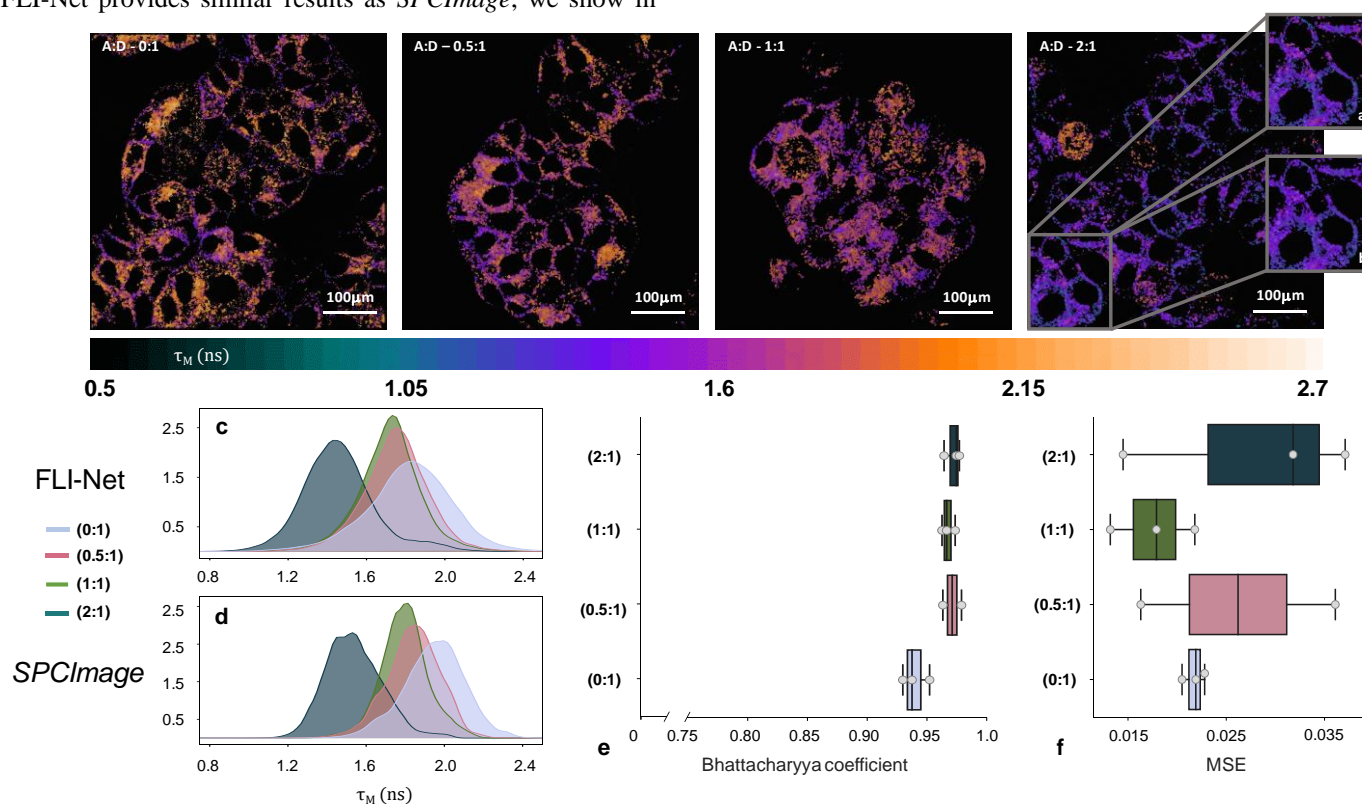 FLI-Net provides similar results as SPCImage, we show in
A:D - 0:1
A:D – 0.5:1
A:D - 1:1
A:D - 2:1
a
b
100μm
100μm
100μm
100μm
τM (ns)
0.5 1.05 1.6 2.15 2.7
FLI-Net
(0:1)
(0.5:1)
(1:1)
(2:1)
SPCImage
c
2.5
1.5
0.5
0.8 1.2 1.6 2.0 2.4
d
2.5
1.5
0.5
0.8 1.2 1.6 2.0 2.4
τM (ns)
(2:1)
(1:1)
(0.5:1)
(0:1)
0 0.75 0.80 0.85 0.90 0.95 1.0
e
Bhattacharyya coefficient
(2:1)
(1:1)
(0.5:1)
(0:1)
0.015 0.025 0.035
f
MSE